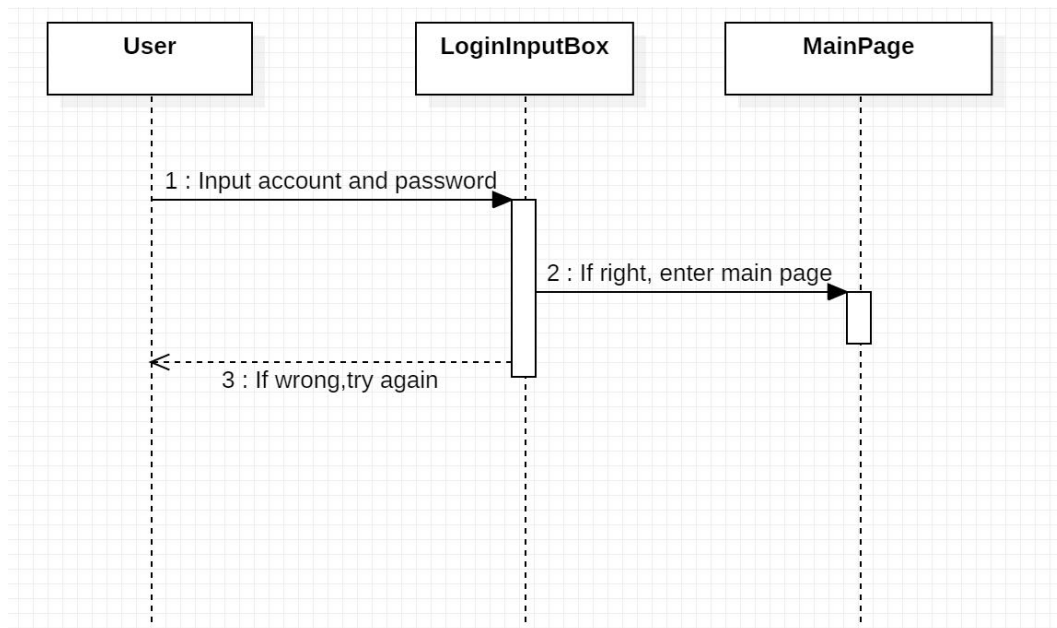 User
LoginInputBox
MainPage
1 : Input account and password
2 : If right, enter main page
3 : If wrong,try again